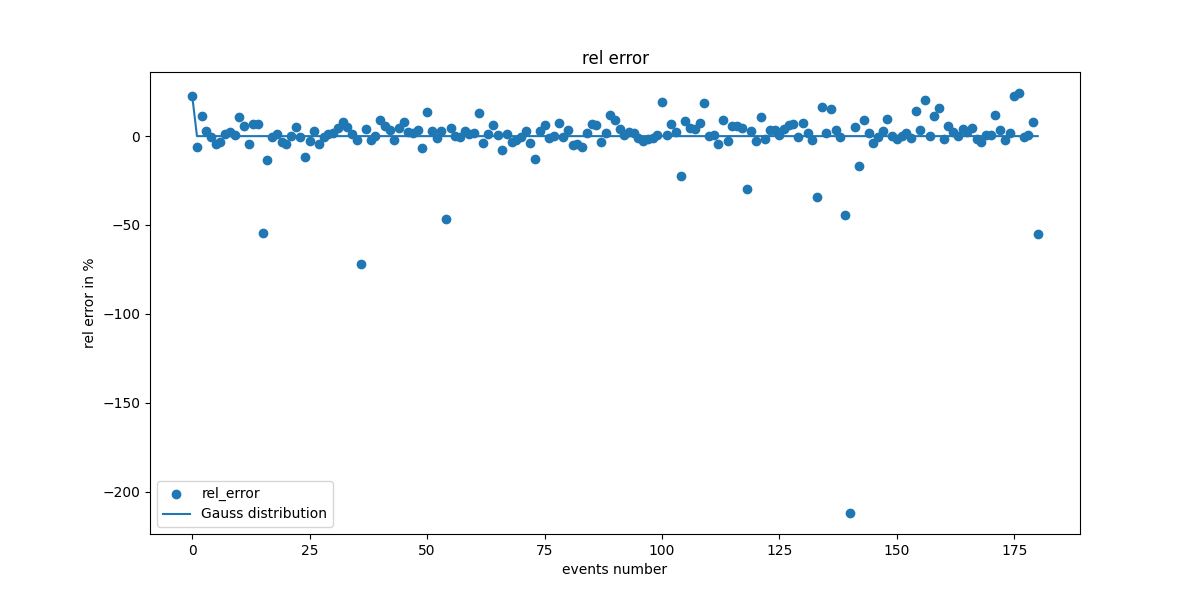 rel error
rel error in %
0
−50
−100
−150
−200
rel_error
Gauss distribution
0 25 50 75 100 125 150 175
events number